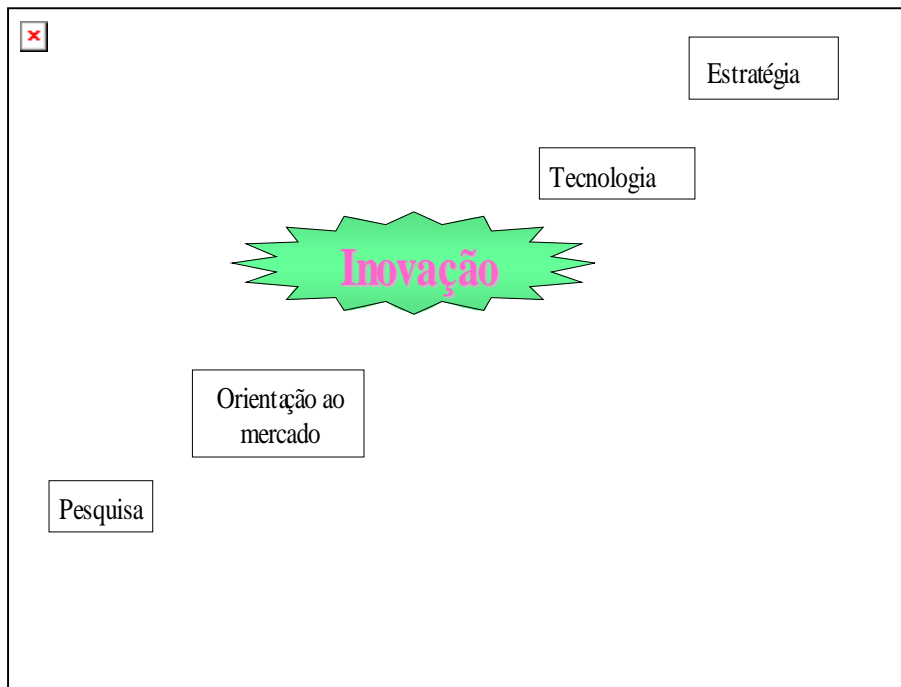 Estratégia
Tecnologia
Inovação
Orientação ao
mercado
Pesquisa